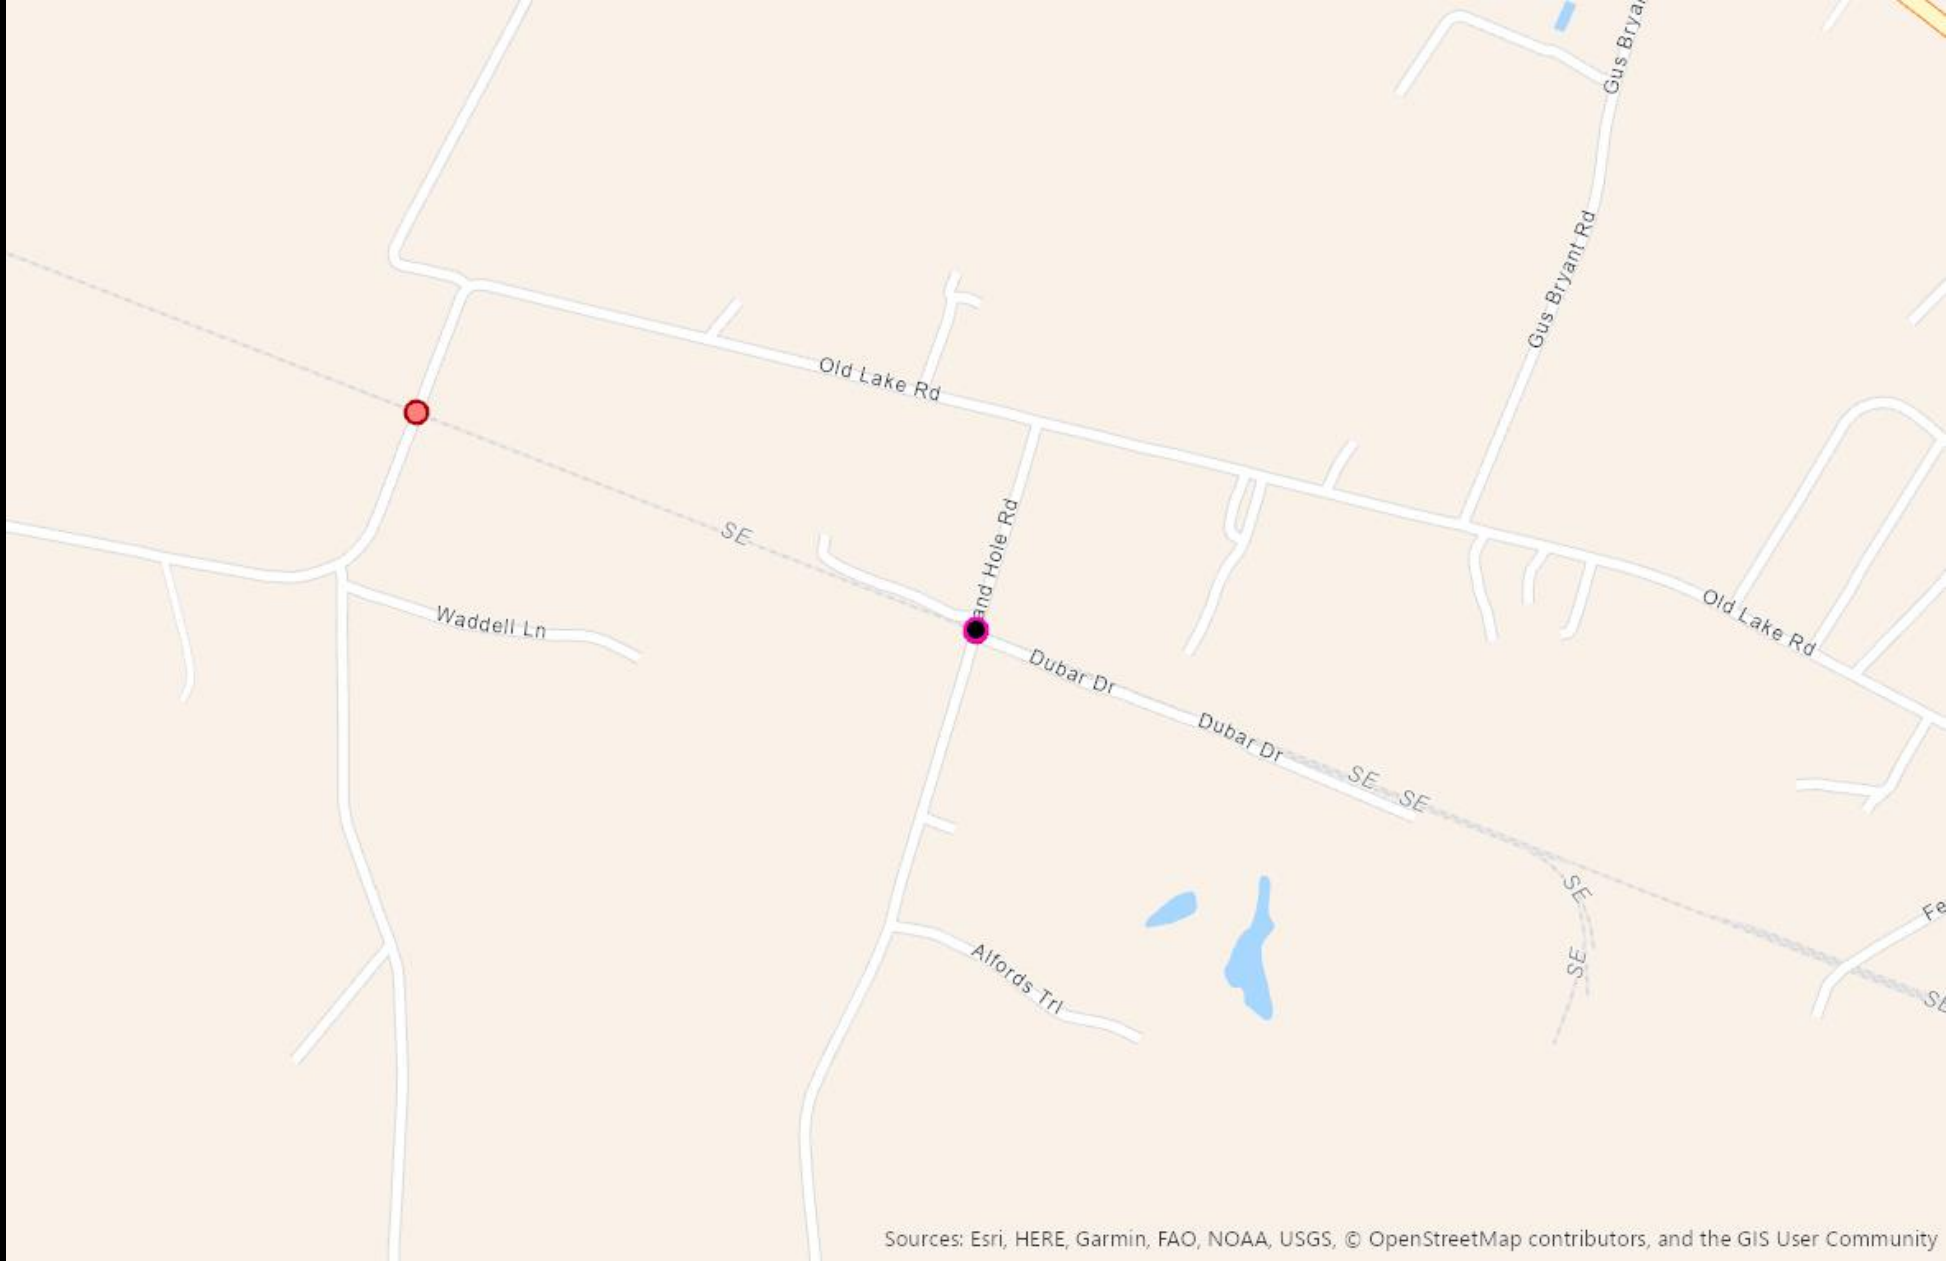 Gus Bryan
Gus Bryant Rd
Old Lake Rd
and Hole Rd
SE
Old Lake Rd
Waddell Ln
Dubar Dr
Dubar Dr
SE
SE
SE
Fe
SE
Alfords Trl
SE
Sources: Esri, HERE, Garmin, FAO, NOAA, USGS, © OpenStreetMap contributors, and the GIS User Community